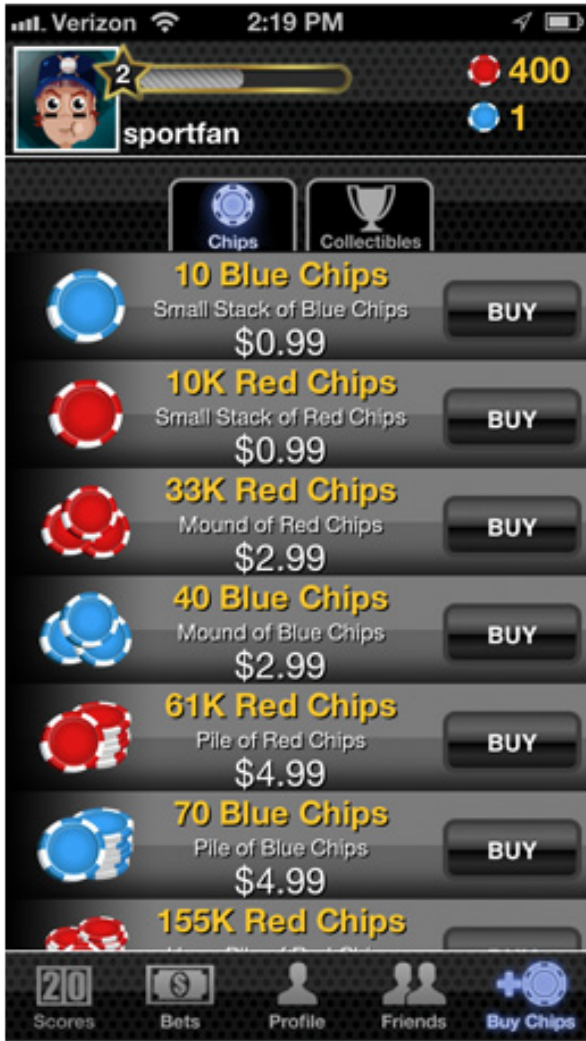 Verizon 2:19 PM
2
400
1
sportfan
Chips Collectibles
10 Blue Chips
Small Stack of Blue Chips
$0.99
BUY
10K Red Chips
Small Stack of Red Chips
$0.99
BUY
33K Red Chips
Mound of Red Chips
$2.99
BUY
40 Blue Chips
Mound of Blue Chips
$2.99
BUY
61K Red Chips
Pile of Red Chips
$4.99
BUY
70 Blue Chips
Pile of Blue Chips
$4.99
BUY
155K Red Chips
20 $
Scores Bets Profile Friends Buy Chips